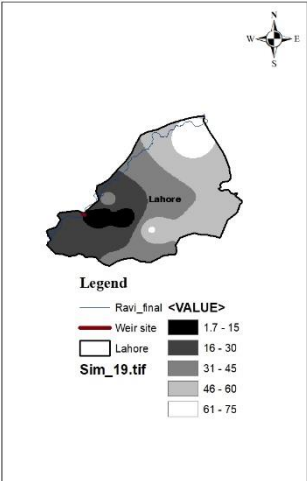 N
W E
S
Lahore
Legend
Ravi_final <VALUE>
Weir site 1.7 - 15
Lahore 16 - 30
Sim_19.tif 31 - 45
46 - 60
61 - 75